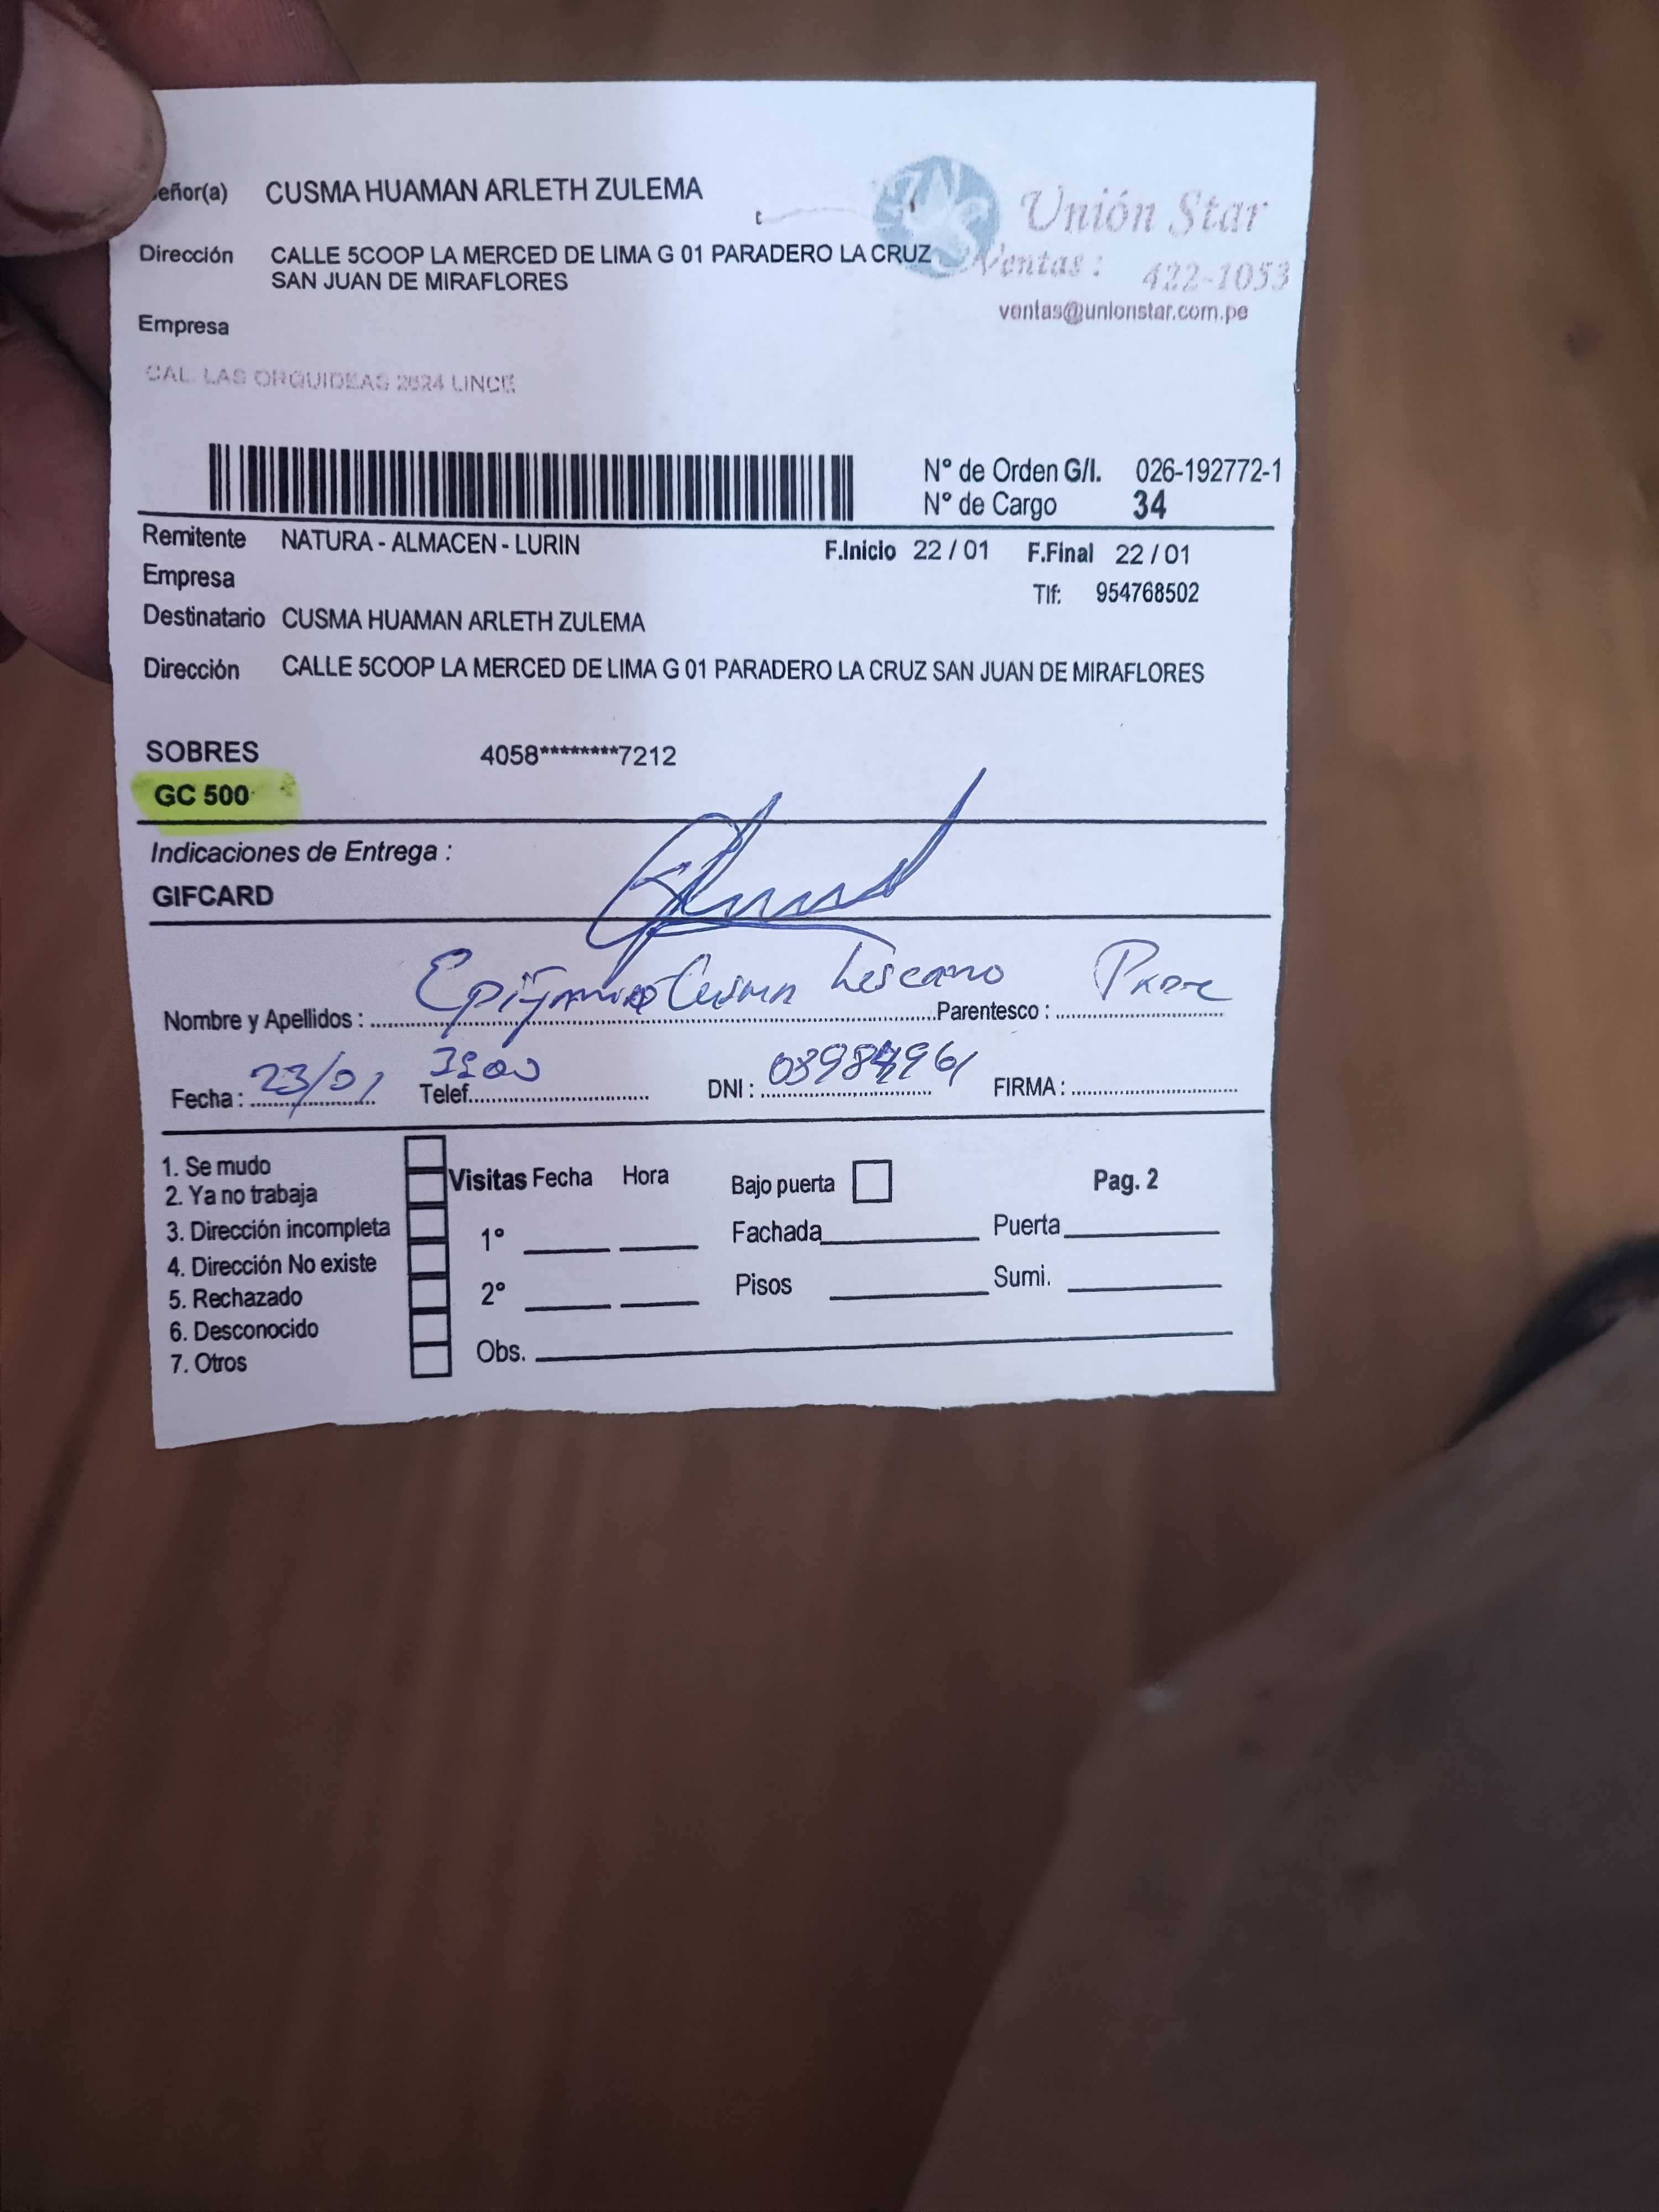 eñor(a) CUSMA HUAMAN ARLETH ZULEMA
Unión Star
Dirección CALLE 5COOP LA MERCED DE LIMA G 01 PARADERO LA CRUZ
SAN JUAN DE MIRAFLORES
Ventas: 422-1053
ventas@unionstar.com.pe
Empresa
CAL. LAS ORQUIDEAS 2624 LINCE
N° de Orden G/I. 026-192772-1
N° de Cargo 34
Remitente NATURA - ALMACEN - LURIN
F.Inicio 22 / 01 F.Final 22 / 01
Empresa
Tlf: 954768502
Destinatario CUSMA HUAMAN ARLETH ZULEMA
Dirección CALLE 5COOP LA MERCED DE LIMA G 01 PARADERO LA CRUZ SAN JUAN DE MIRAFLORES
SOBRES 4058********7212
GC 500
Indicaciones de Entrega :
GIFCARD
Nombre y Apellidos : Cusma Lescano Parentesco :
Fecha : 23/01 Telef. DNI : FIRMA :
1. Se mudo
2. Ya no trabaja
3. Dirección incompleta
4. Dirección No existe
5. Rechazado
6. Desconocido
7. Otros
Visitas Fecha Hora
1°
2°
Obs.
Bajo puerta
Fachada
Pisos
Pag. 2
Puerta
Sumi.